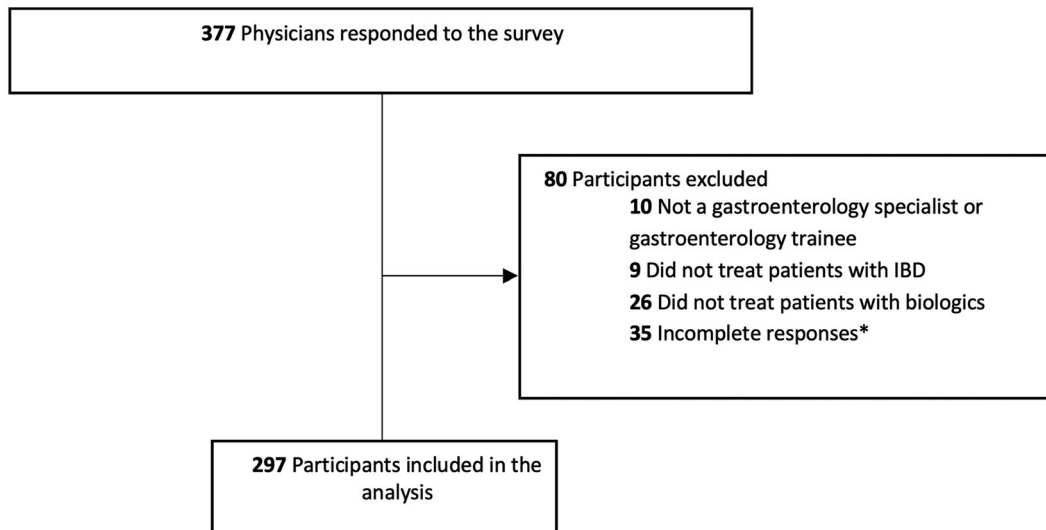 377 Physicians responded to the survey
80 Participants excluded
10 Not a gastroenterology specialist or
gastroenterology trainee
9 Did not treat patients with IBD
26 Did not treat patients with biologics
35 Incomplete responses*
297 Participants included in the
analysis